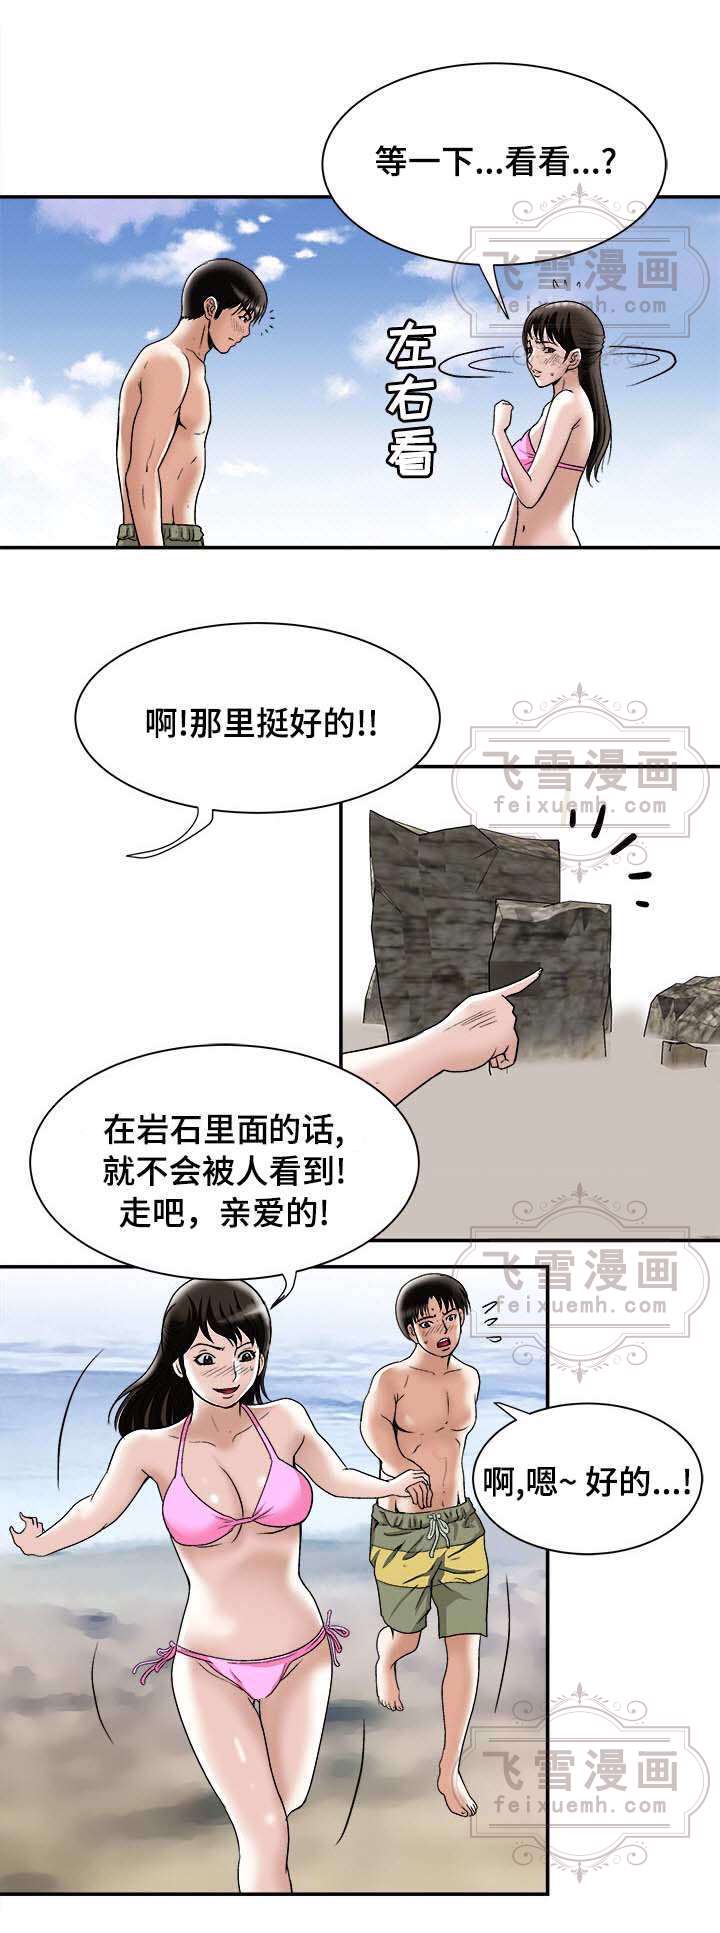 等一下...看看...?
飞雪漫画
feixuemh.com
左右看
啊!那里挺好的!!
飞雪漫画
feixuemh.com
在岩石里面的话,
就不会被人看到!
走吧，亲爱的!
飞雪漫画
feixuemh.com
啊,嗯~ 好的...!
飞雪漫画
feixuemh.com